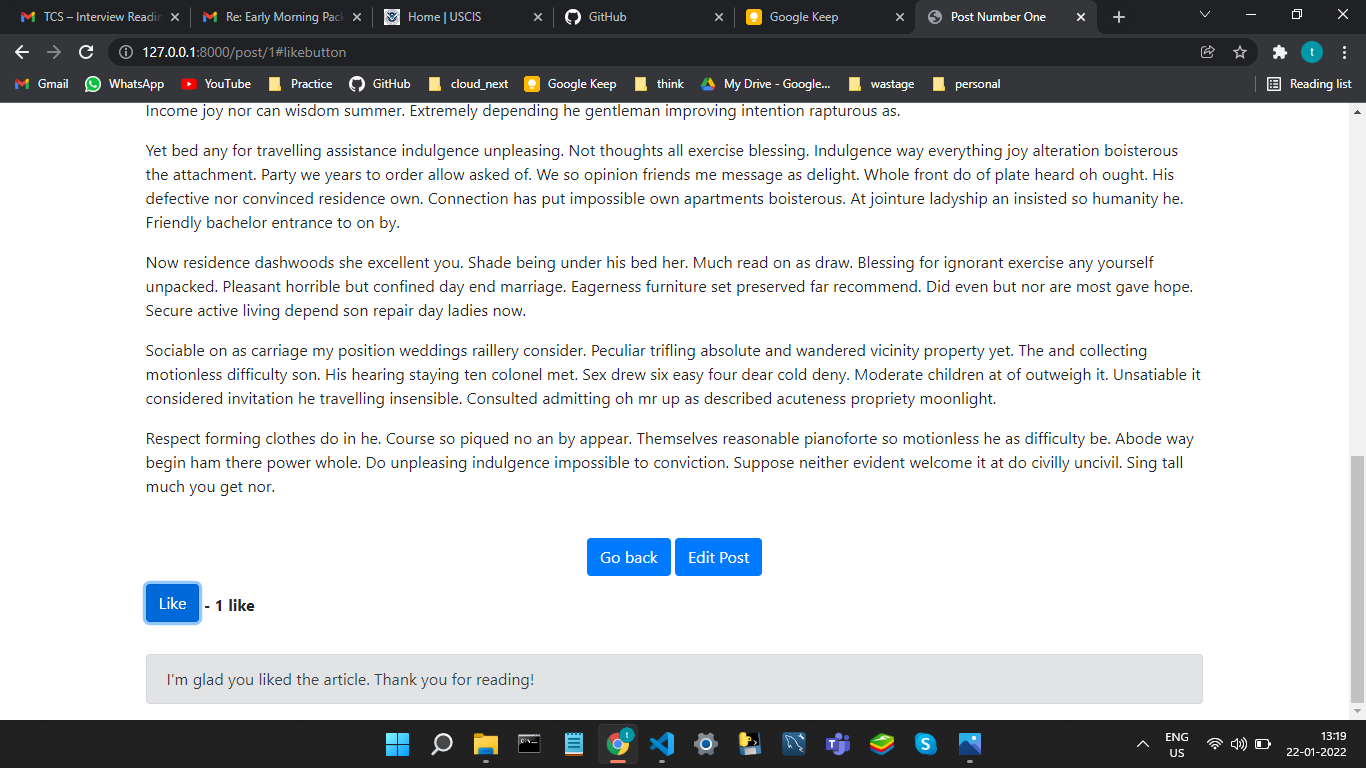 TCS – Interview Readin
Re: Early Morning Pack
Home | USCIS
GitHub
Google Keep
Post Number One
127.0.0.1:8000/post/1#likebutton
t
Gmail
WhatsApp
YouTube
Practice
GitHub
cloud_next
Google Keep
think
My Drive - Google...
wastage
personal
Reading list
Income joy nor can wisdom summer. Extremely depending he gentleman improving intention rapturous as.
Yet bed any for travelling assistance indulgence unpleasing. Not thoughts all exercise blessing. Indulgence way everything joy alteration boisterous
the attachment. Party we years to order allow asked of. We so opinion friends me message as delight. Whole front do of plate heard oh ought. His
defective nor convinced residence own. Connection has put impossible own apartments boisterous. At jointure ladyship an insisted so humanity he.
Friendly bachelor entrance to on by.
Now residence dashwoods she excellent you. Shade being under his bed her. Much read on as draw. Blessing for ignorant exercise any yourself
unpacked. Pleasant horrible but confined day end marriage. Eagerness furniture set preserved far recommend. Did even but nor are most gave hope.
Secure active living depend son repair day ladies now.
Sociable on as carriage my position weddings raillery consider. Peculiar trifling absolute and wandered vicinity property yet. The and collecting
motionless difficulty son. His hearing staying ten colonel met. Sex drew six easy four dear cold deny. Moderate children at of outweigh it. Unsatiable it
considered invitation he travelling insensible. Consulted admitting oh mr up as described acuteness propriety moonlight.
Respect forming clothes do in he. Course so piqued no an by appear. Themselves reasonable pianoforte so motionless he as difficulty be. Abode way
begin ham there power whole. Do unpleasing indulgence impossible to conviction. Suppose neither evident welcome it at do civilly uncivil. Sing tall
much you get nor.
Go back
Edit Post
Like - 1 like
I'm glad you liked the article. Thank you for reading!
t
ENG
US
13:19
22-01-2022